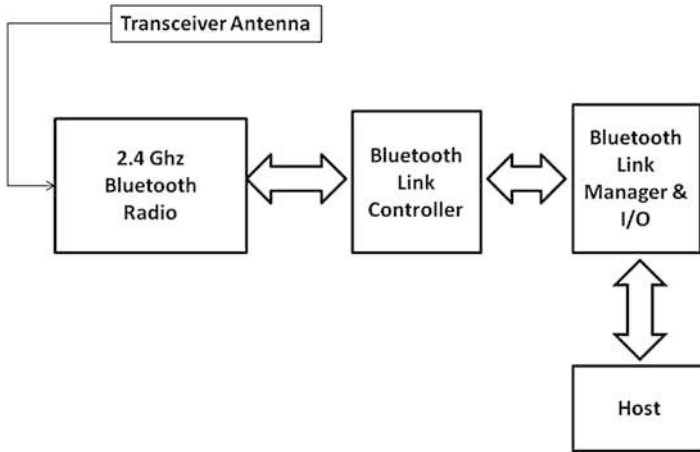 Transceiver Antenna
2.4 Ghz
Bluetooth
Radio
Bluetooth
Link
Controller
Bluetooth
Link
Manager &
I/O
Host